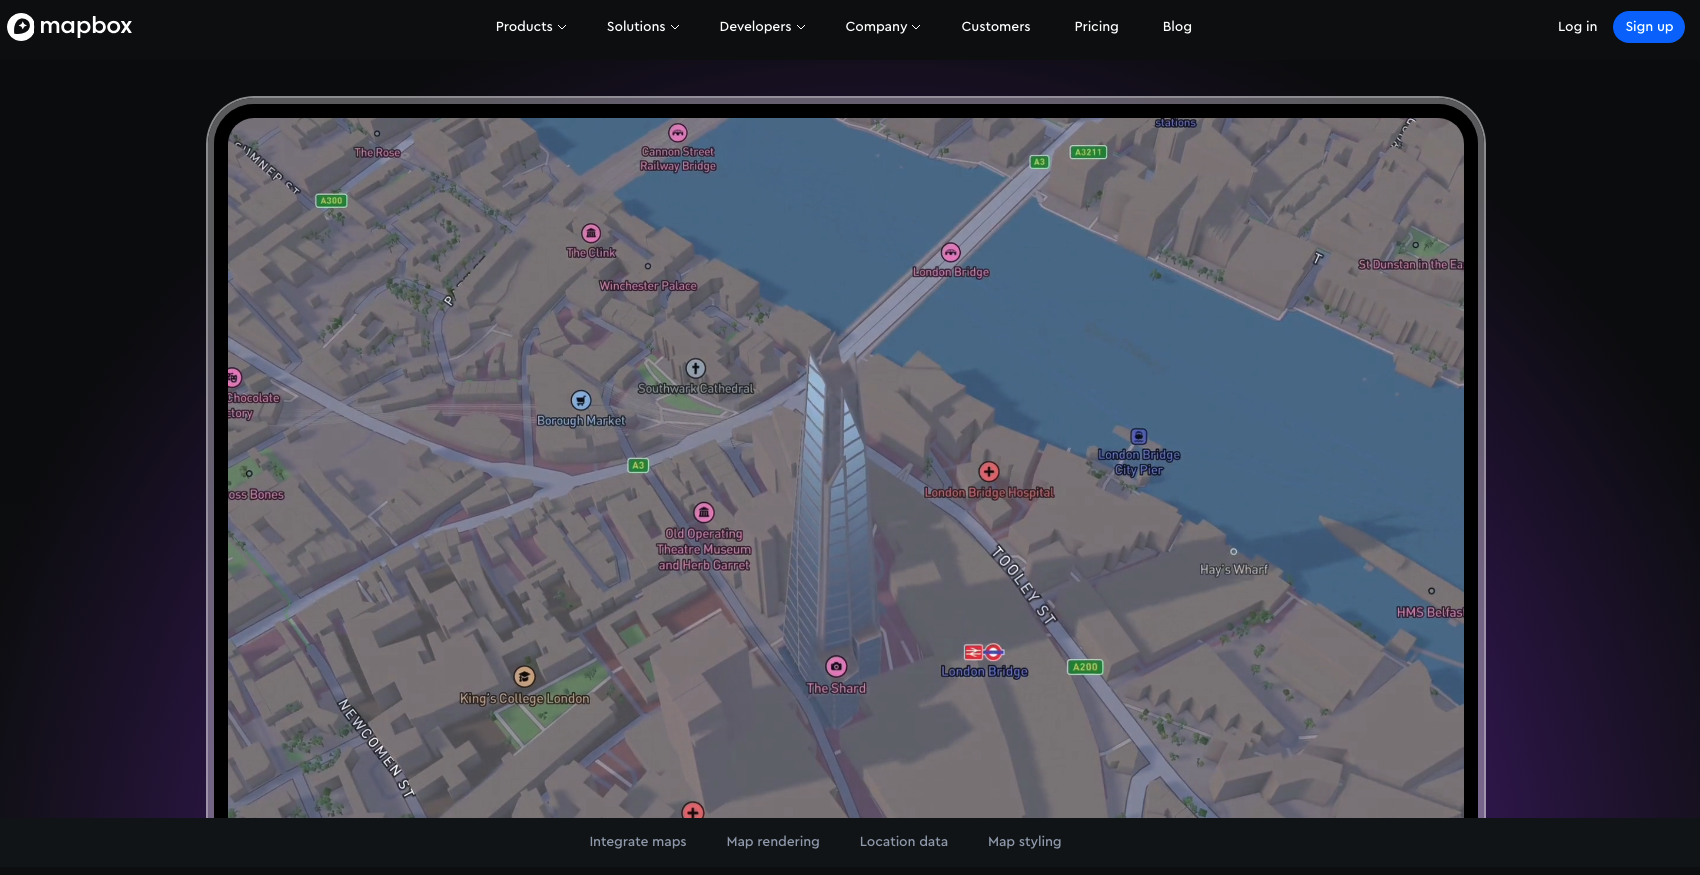 mapbox
Products
Solutions
Developers
Company
Customers
Pricing
Blog
Log in
Sign up
stations
The Rose
Cannon Street
Railway Bridge
A3
A3211
SUMNER ST
A300
The Clink
London Bridge
St Dunstan in the Ea
Winchester Palace
Southwark Cathedral
Chocolate
ctory
Borough Market
A3
London Bridge
City Pier
oss Bones
London Bridge Hospital
Old Operating
Theatre Museum
and Herb Garret
TOOLEY ST
Hay's Wharf
HMS Belfast
London Bridge
A200
The Shard
King's College London
NEWCOMEN ST
Integrate maps
Map rendering
Location data
Map styling